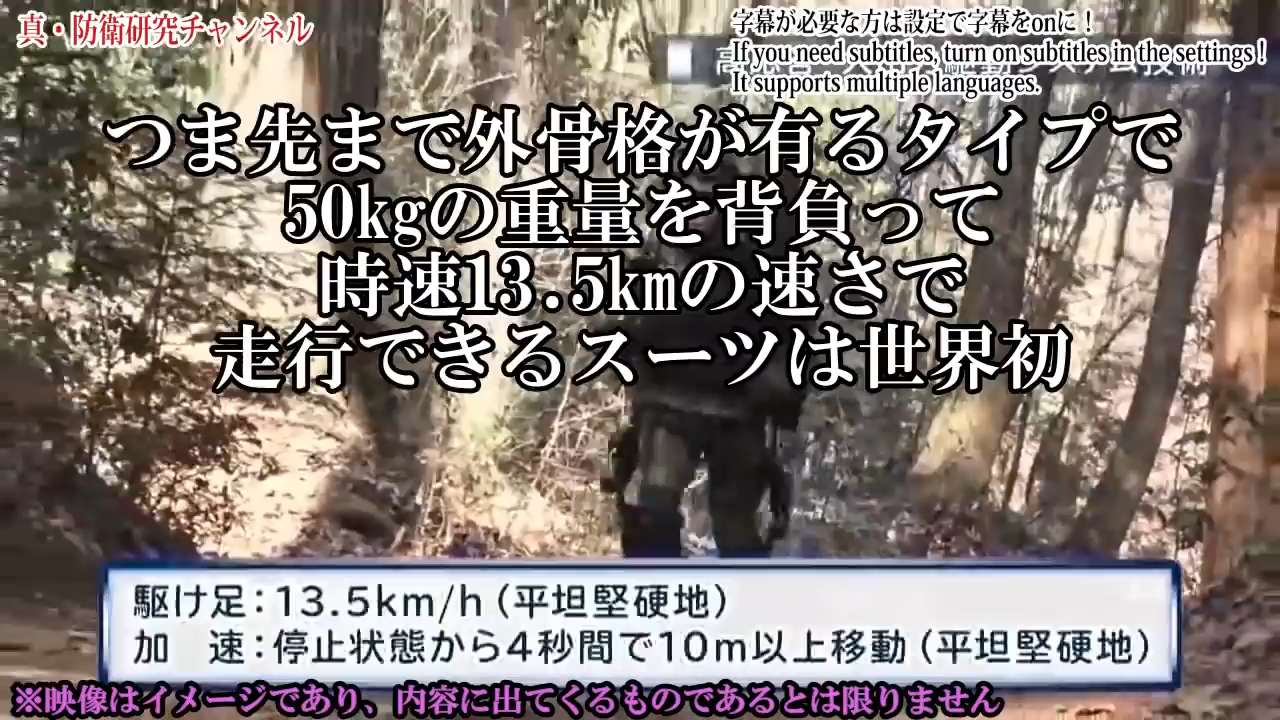 真・防衛研究チャンネル
字幕が必要な方は設定で字幕をonに！
If you need subtitles, turn on subtitles in the settings！
It supports multiple languages.
つま先まで外骨格が有るタイプで
50kgの重量を背負って
時速13.5kmの速さで
走行できるスーツは世界初
駆け足：13.5km/h（平坦堅硬地）
加　速：停止状態から4秒間で10m以上移動（平坦堅硬地）
※映像はイメージであり、内容に出てくるものであるとは限りません